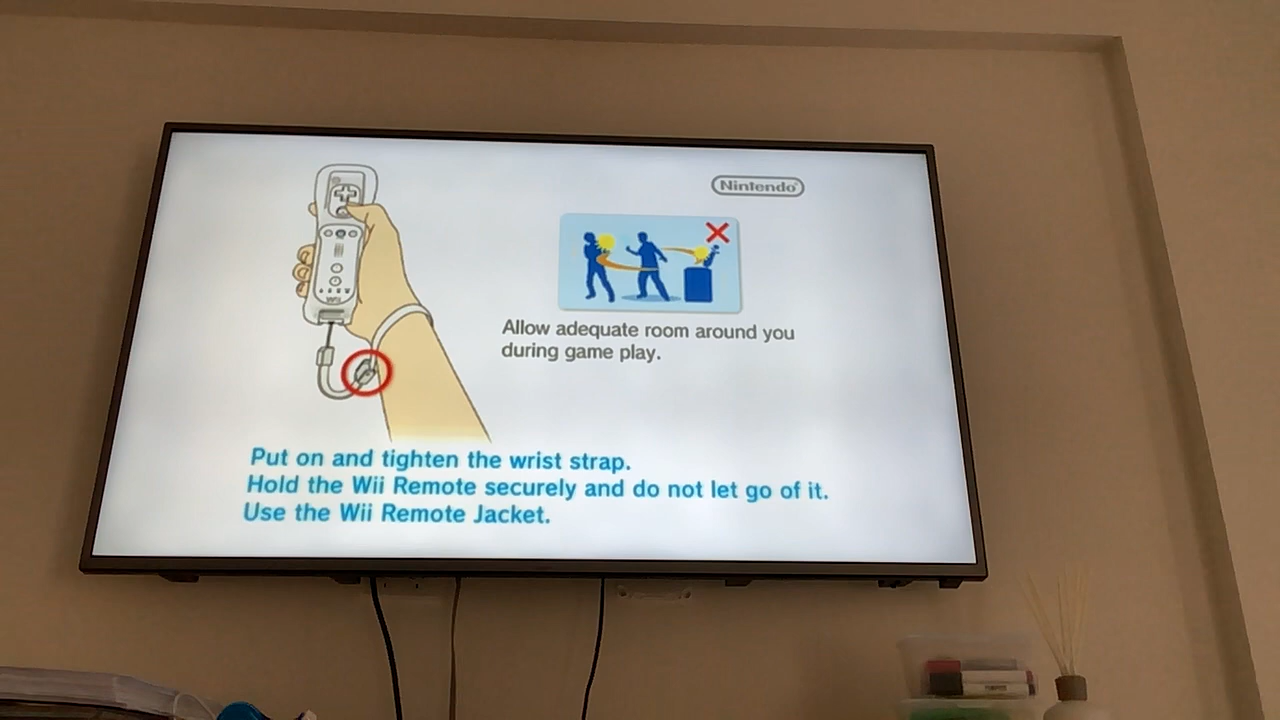 Nintendo
Wii
Allow adequate room around you
during game play.
Put on and tighten the wrist strap.
Hold the Wii Remote securely and do not let go of it.
Use the Wii Remote Jacket.